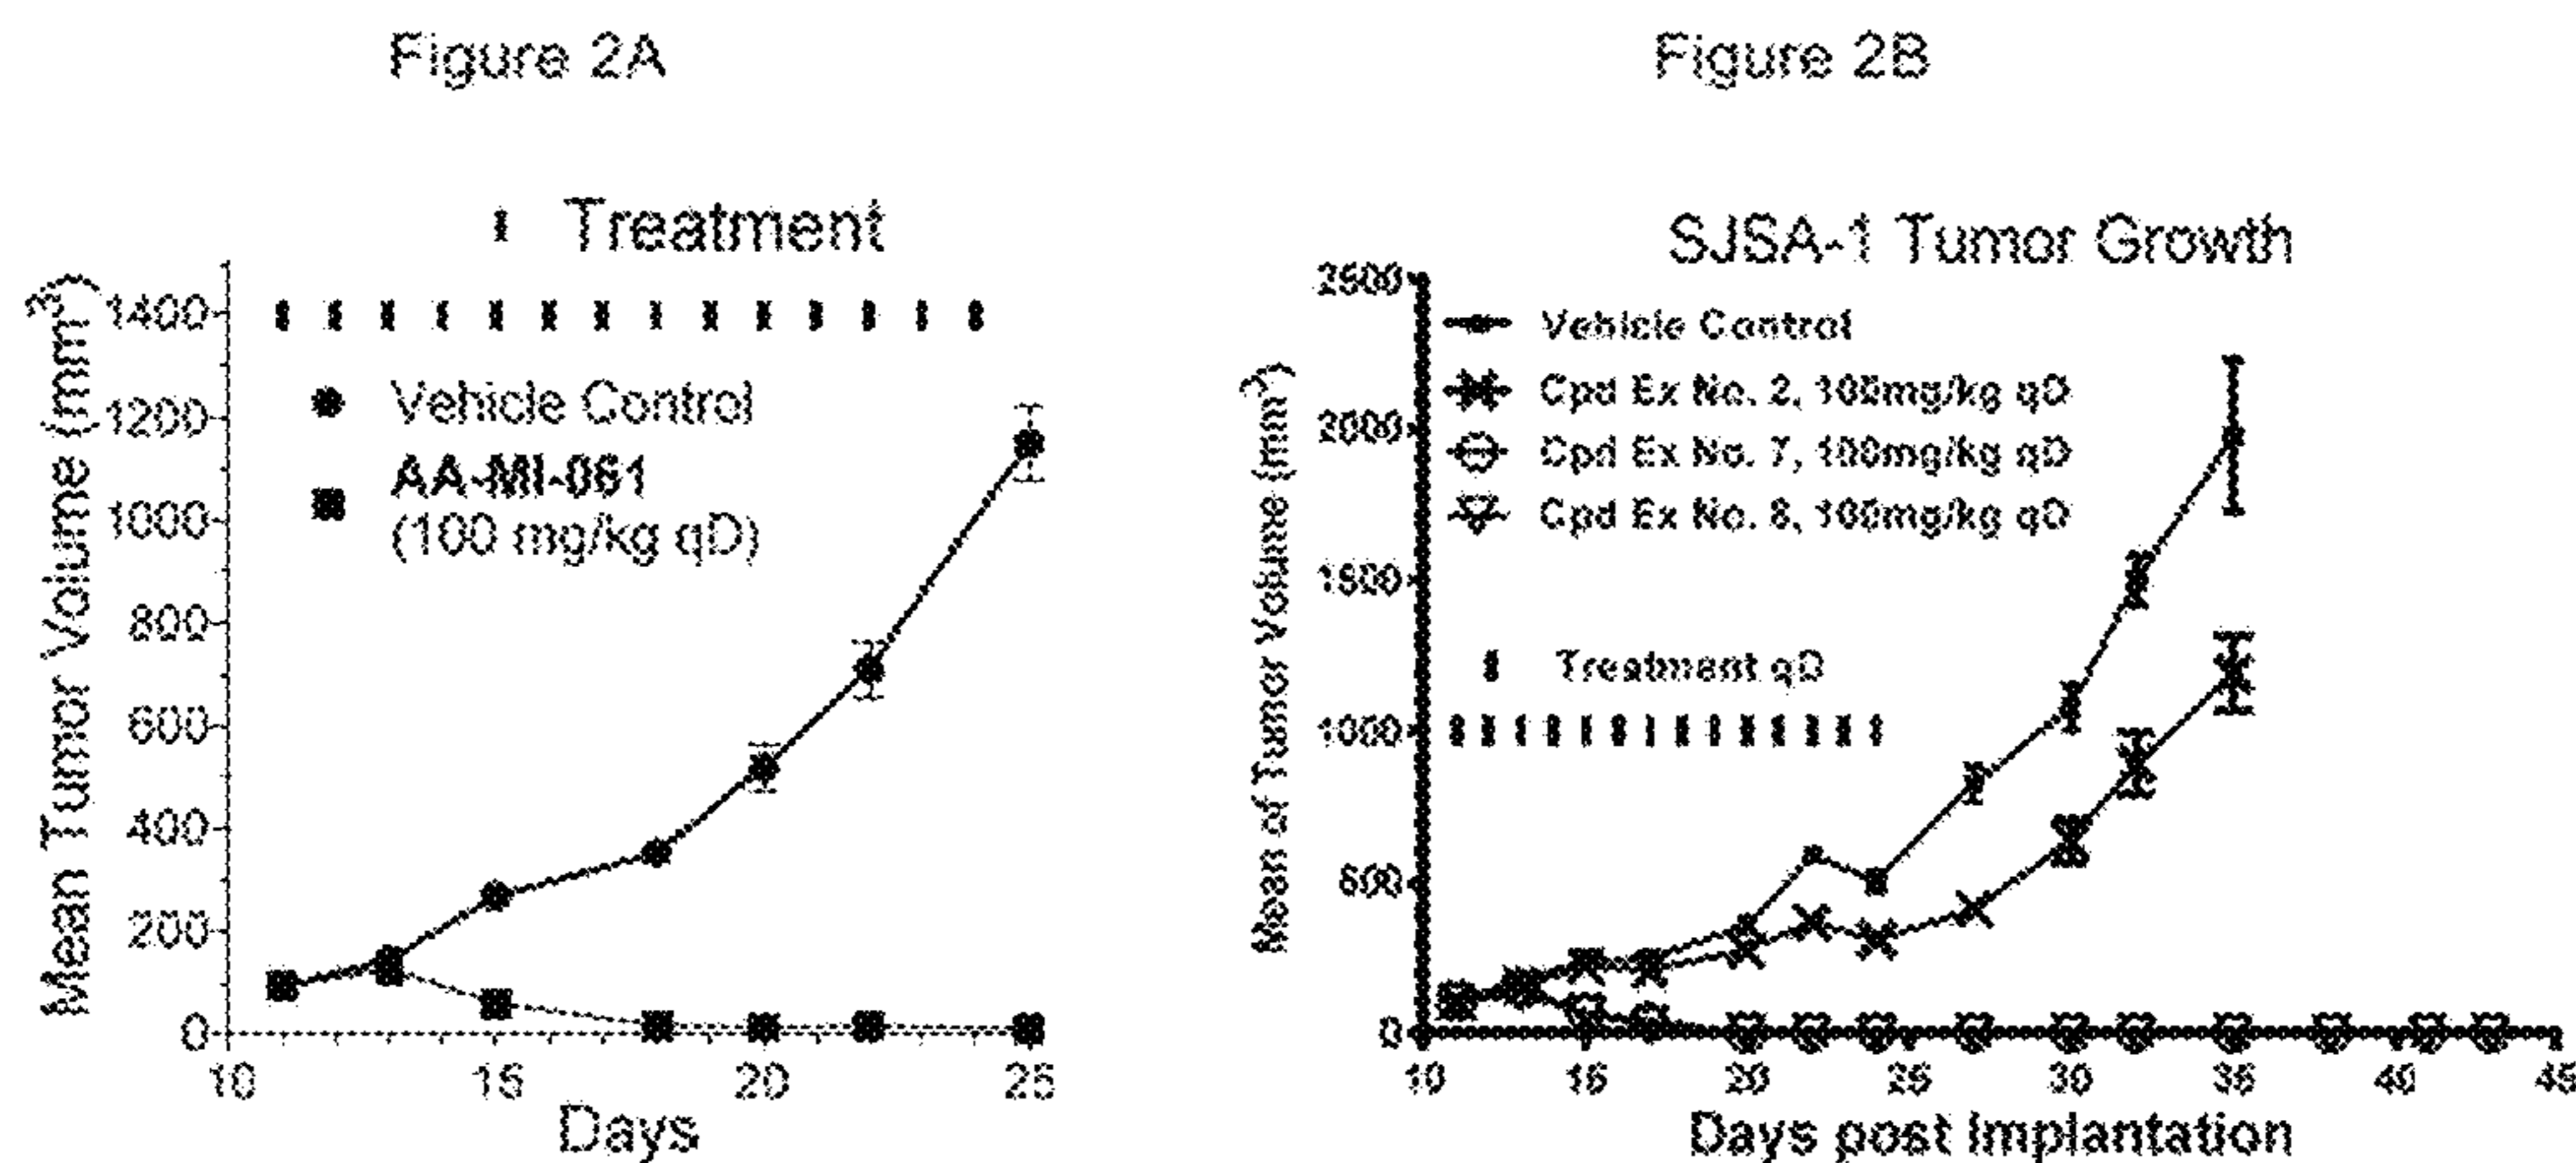 Figure 2A
Treatment
Mean Tumor Volume (mm³)
1400
1200
1000
800
600
400
200
0
Vehicle Control
AA-MI-061
(100 mg/kg qD)
10 15 20 25
Days
Figure 2B
SJSA-1 Tumor Growth
Mean of Tumor Volume (mm³)
2500
2000
1500
1000
500
0
Vehicle Control
Cpd Ex No. 2, 100mg/kg qD
Cpd Ex No. 7, 100mg/kg qD
Cpd Ex No. 8, 100mg/kg qD
Treatment qD
10 15 20 25 30 35 40 45
Days post Implantation